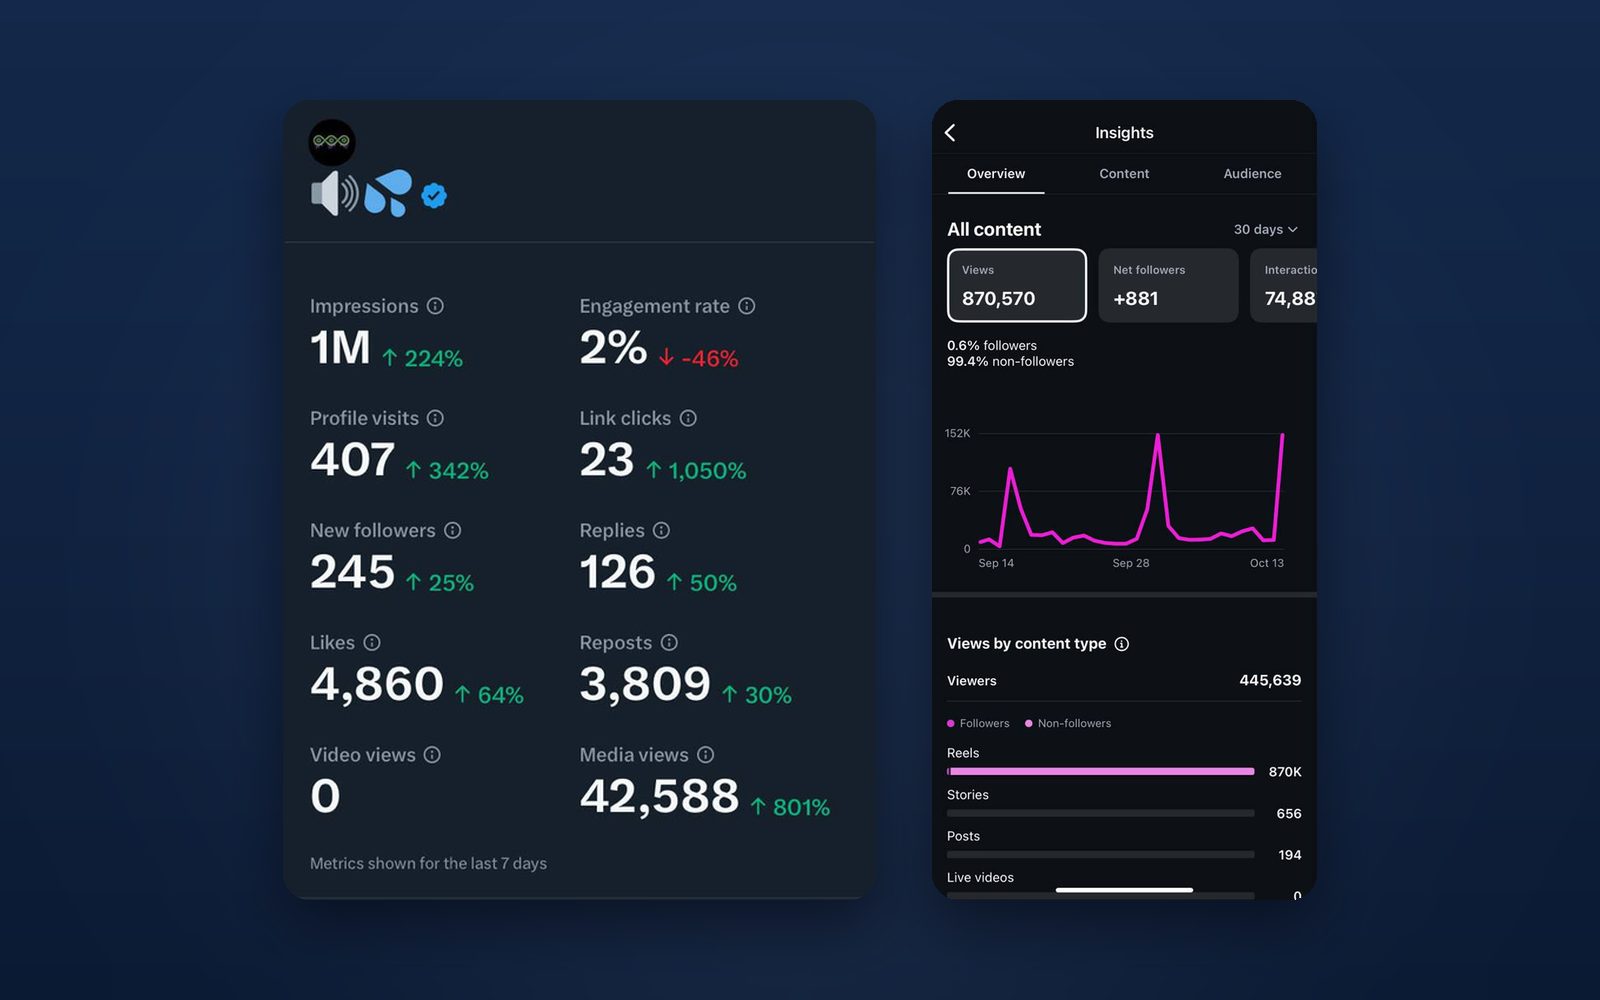 Impressions
1M ↑ 224%
Engagement rate
2% ↓ -46%
Profile visits
407 ↑ 342%
Link clicks
23 ↑ 1,050%
New followers
245 ↑ 25%
Replies
126 ↑ 50%
Likes
4,860 ↑ 64%
Reposts
3,809 ↑ 30%
Video views
0
Media views
42,588 ↑ 801%
Metrics shown for the last 7 days
Insights
Overview Content Audience
All content 30 days
Views
870,570
Net followers
+881
Interactio
74,88
0.6% followers
99.4% non-followers
152K
76K
0
Sep 14 Sep 28 Oct 13
Views by content type
Viewers 445,639
Followers Non-followers
Reels
870K
Stories
656
Posts
194
Live videos
0